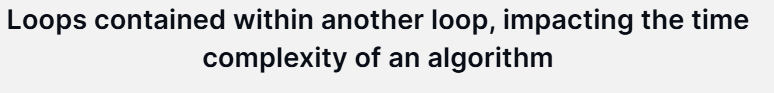 Loops contained within another loop, impacting the time
complexity of an algorithm